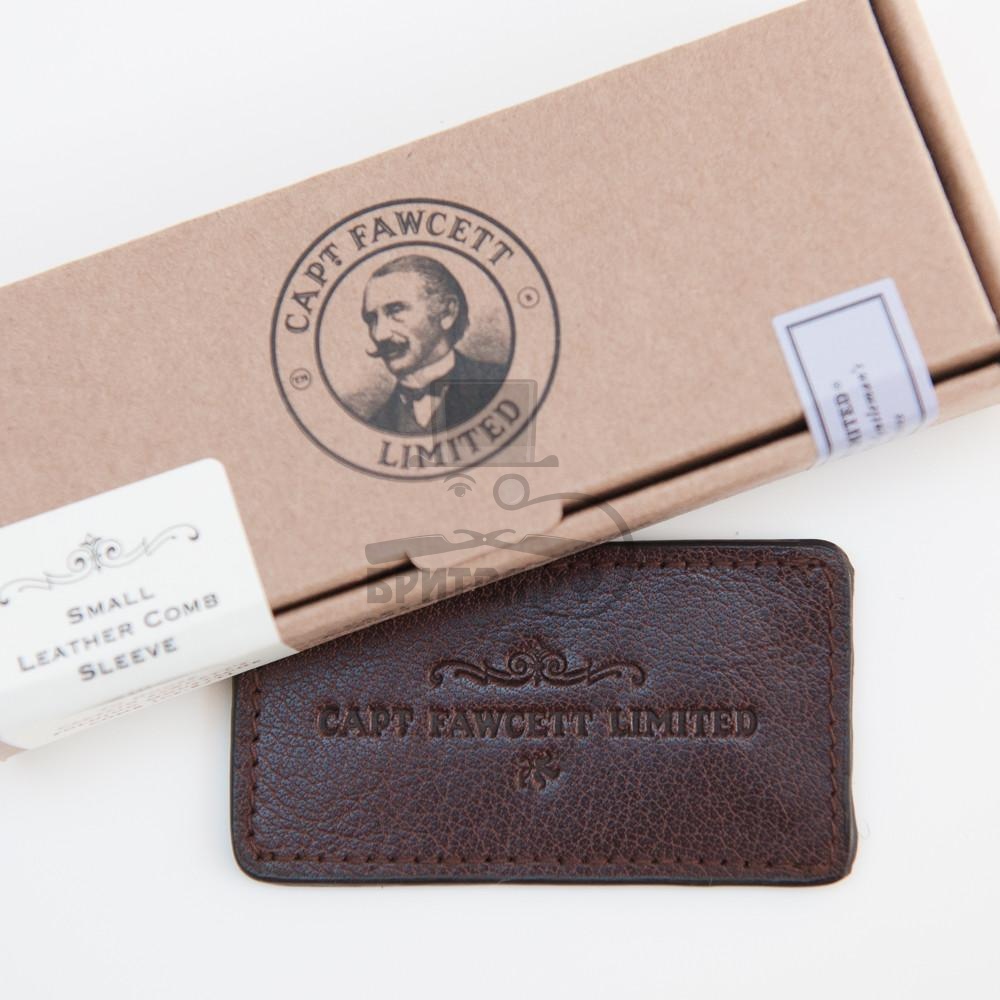 CAPT FAWCETT
LIMITED
SMALL
LEATHER COMB
SLEEVE
CAPT FAWCETT LIMITED